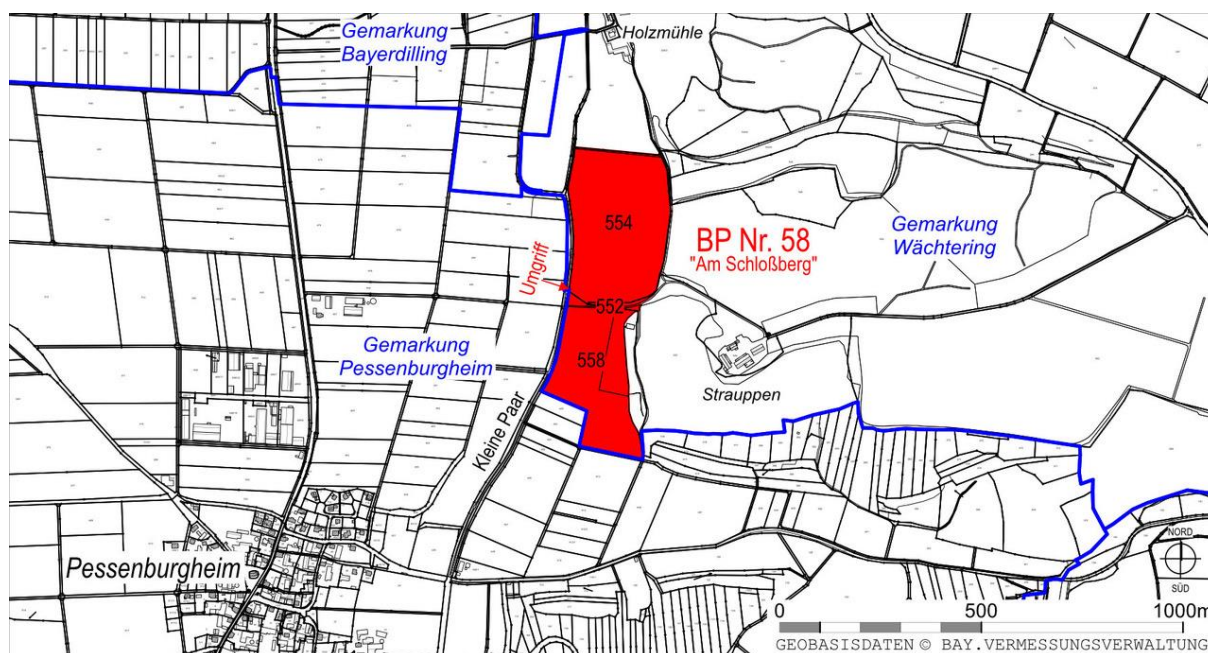 Gemarkung
Bayerdilling
Holzmühle
554
BP Nr. 58
"Am Schloßberg"
Gemarkung
Wächtering
Umgriff
552
Gemarkung
Pessenburgheim
558
Strauppen
Kleine Paar
Pessenburgheim
NORD
SÜD
0 500 1000m
GEOBASISDATEN © BAY.VERMESSUNGSVERWALTUNG